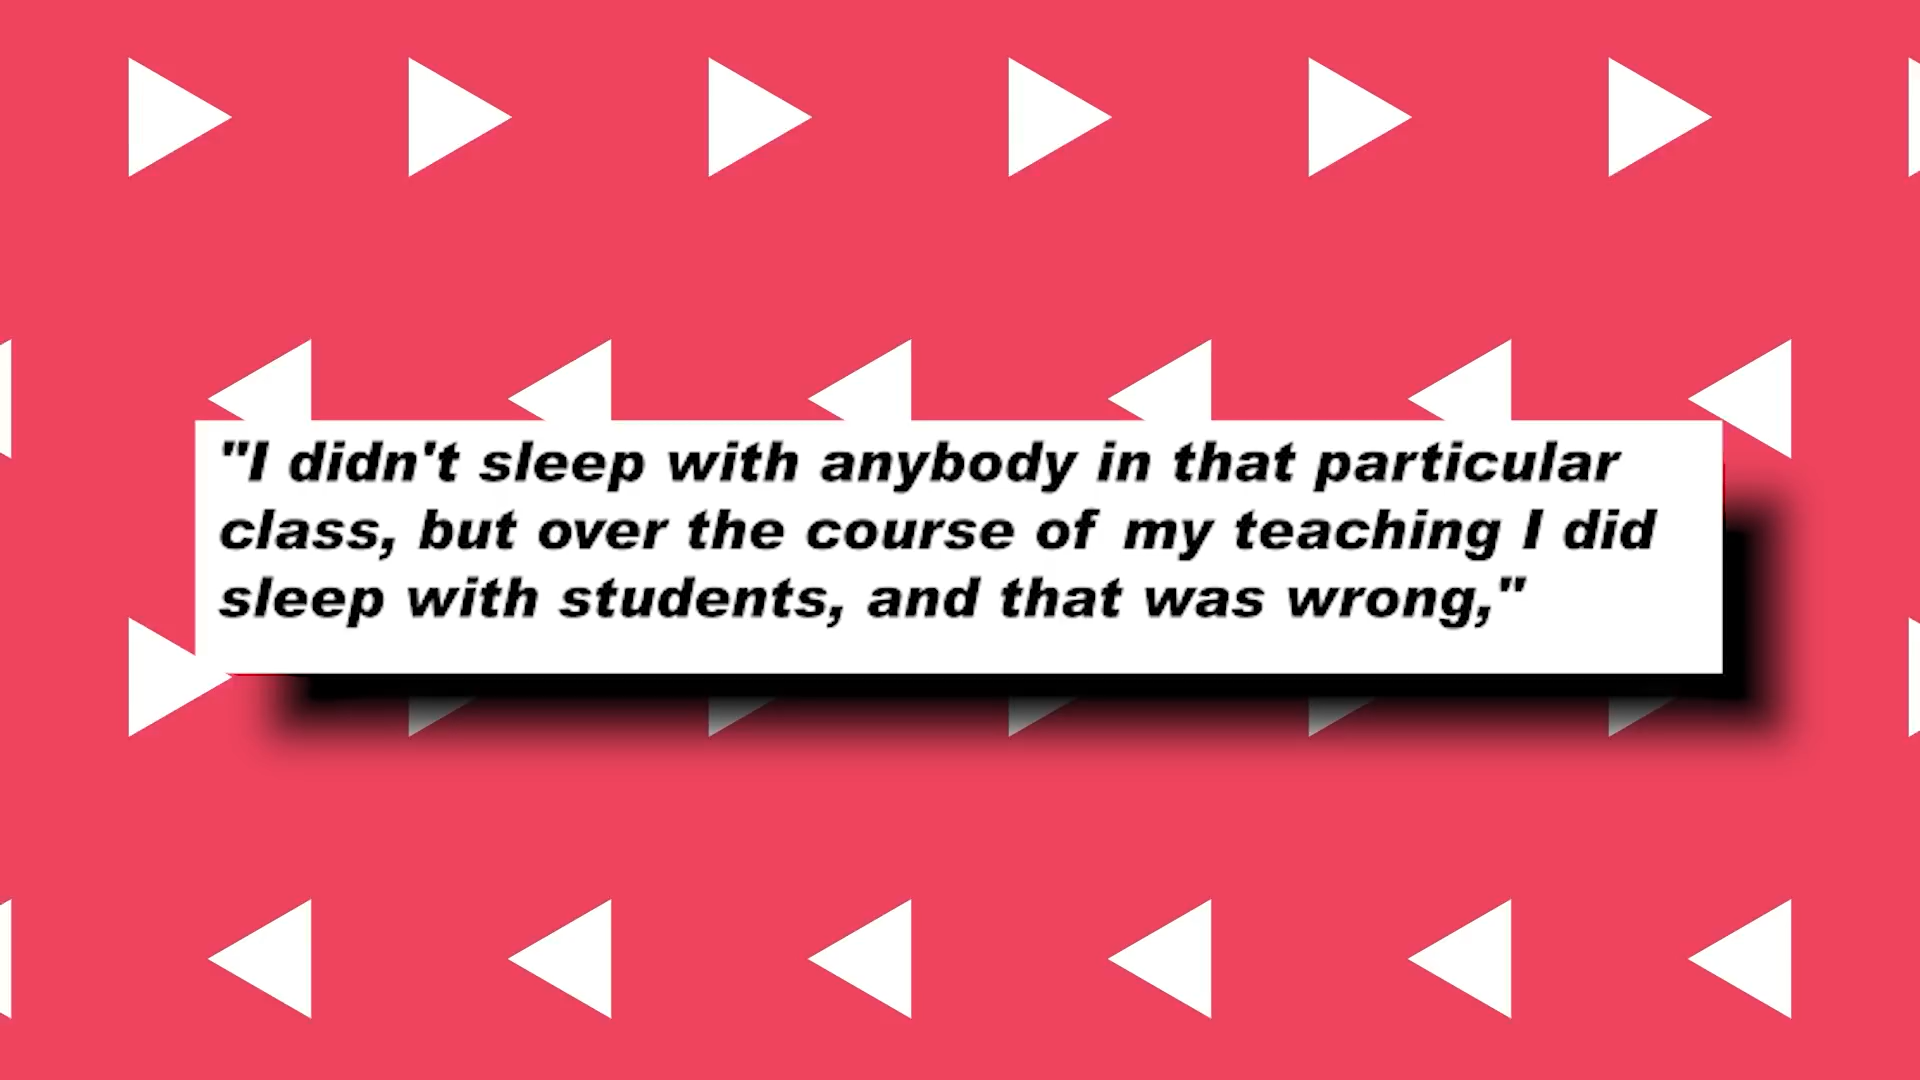 "I didn't sleep with anybody in that particular
class, but over the course of my teaching I did
sleep with students, and that was wrong,"